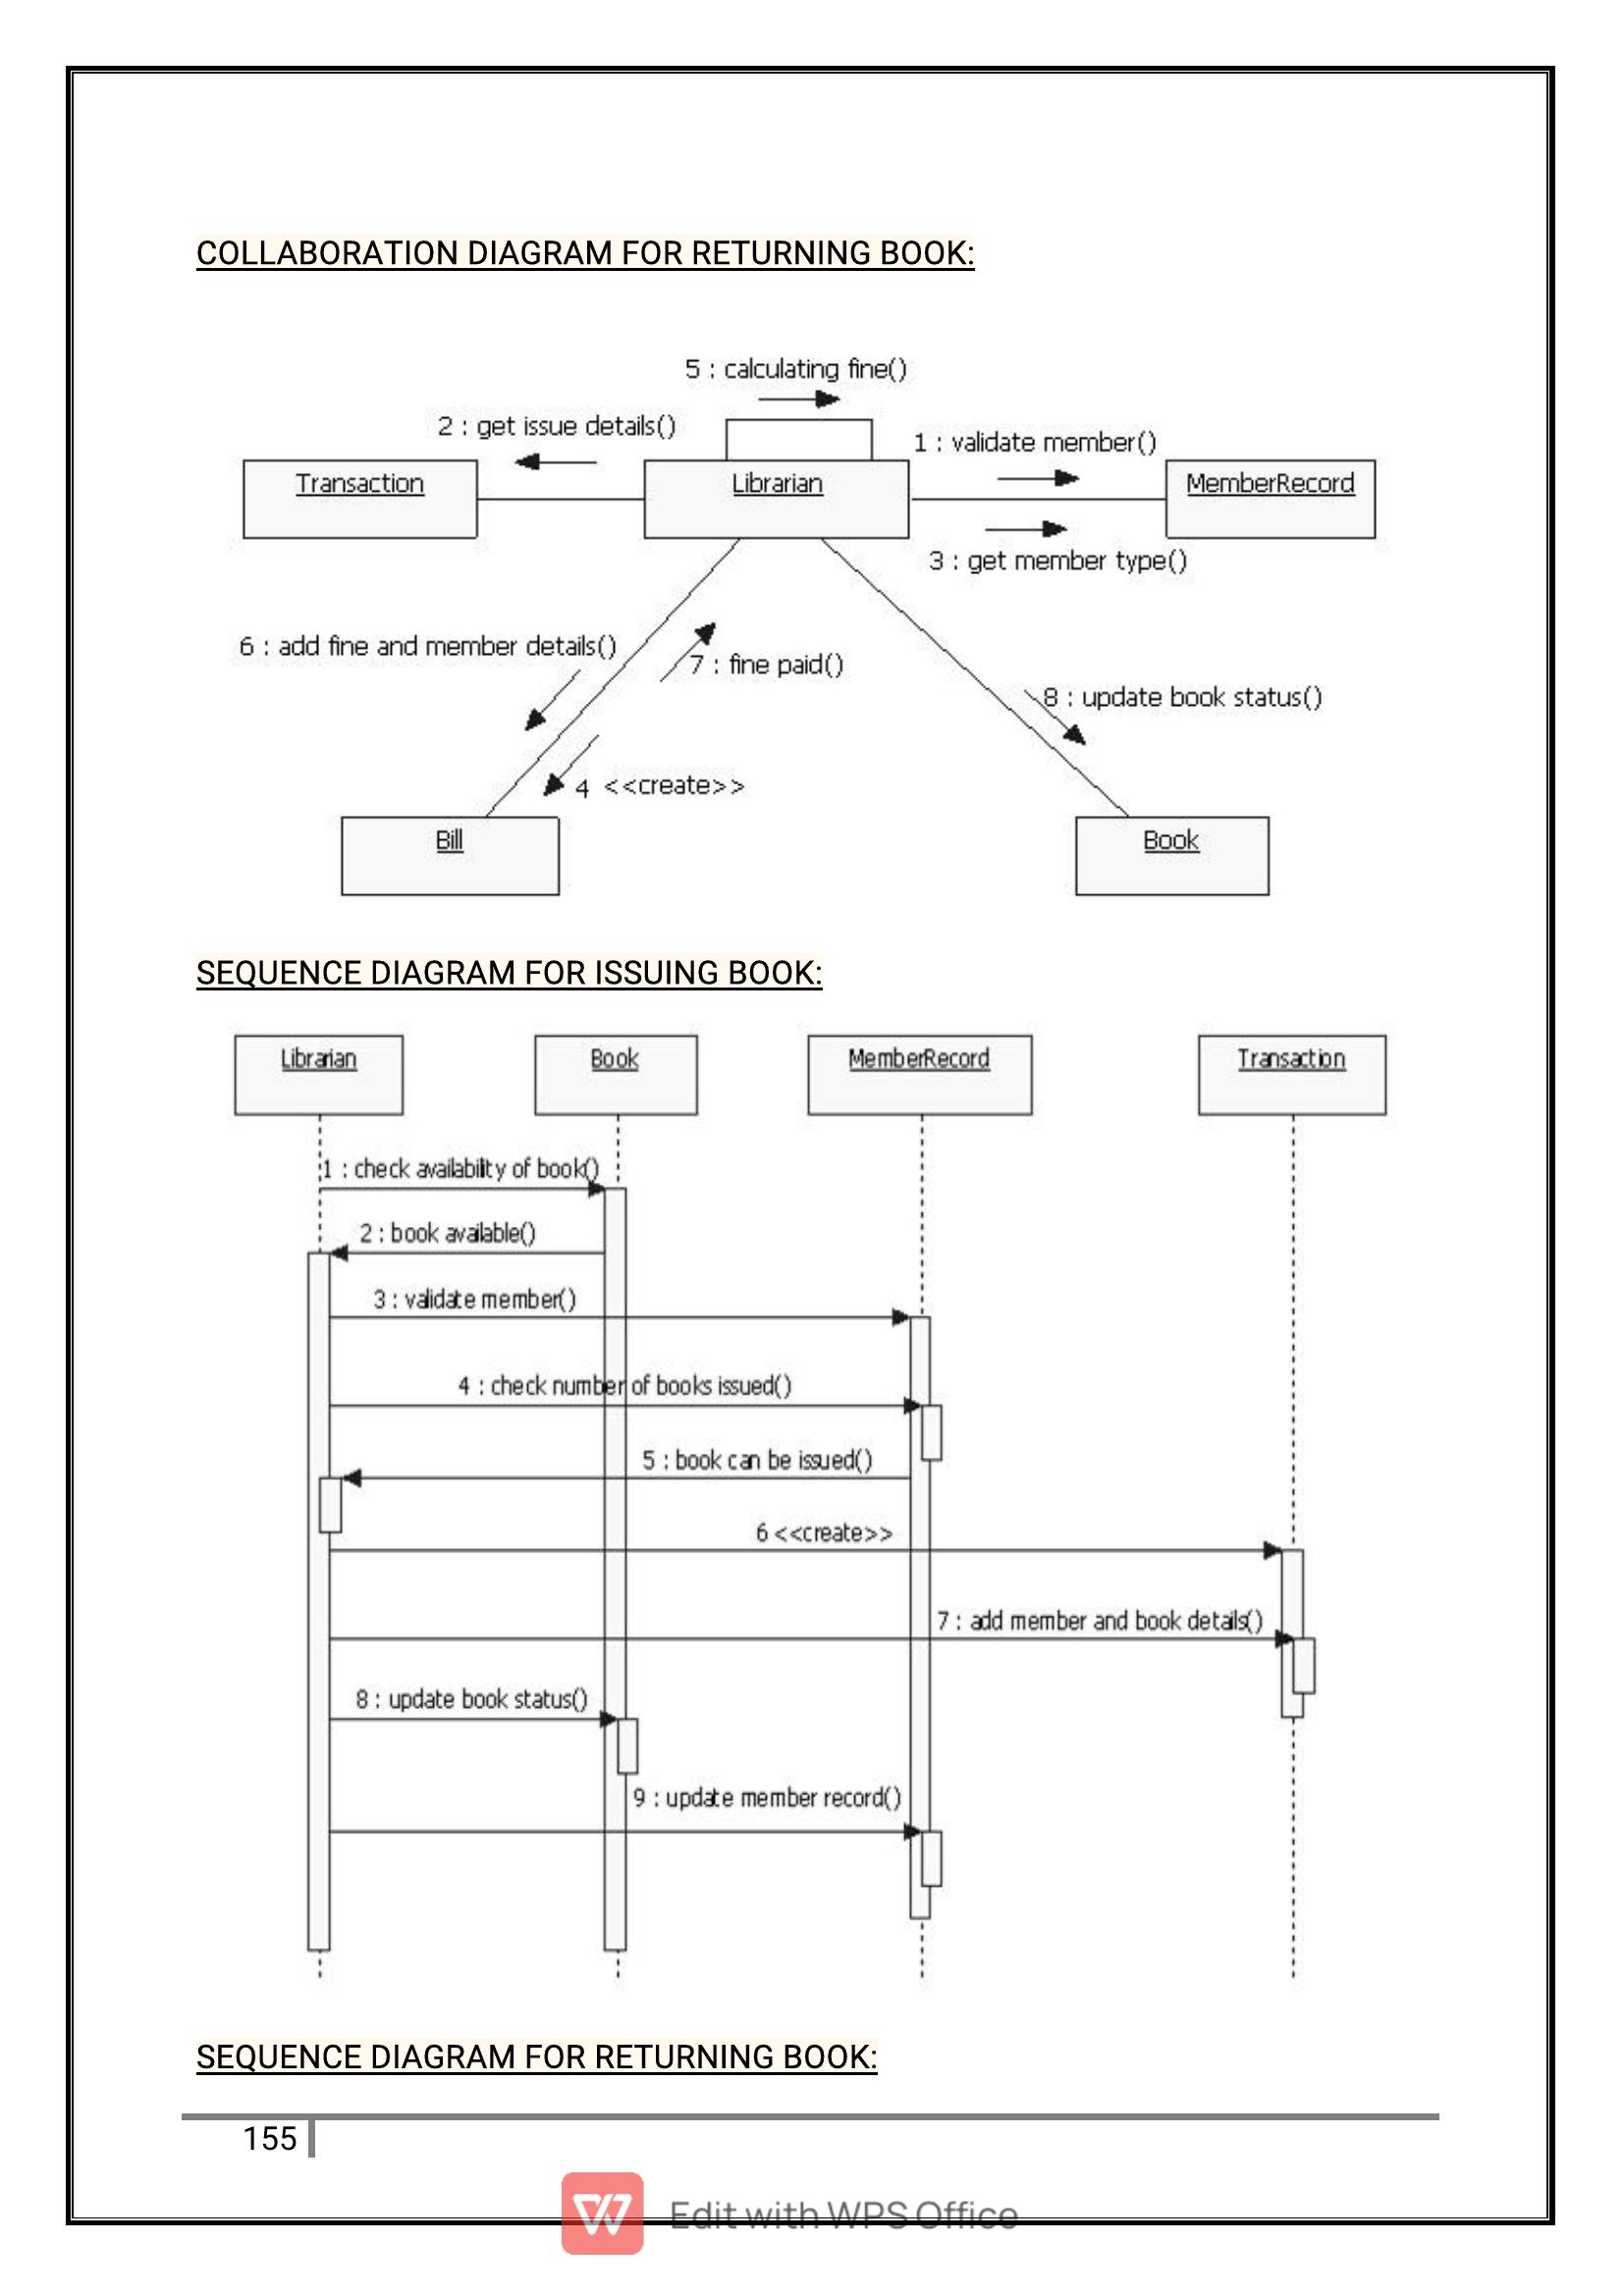 COLLABORATION DIAGRAM FOR RETURNING BOOK:
5 : calculating fine()
2 : get issue details()
1 : validate member()
Transaction
Librarian
MemberRecord
3 : get member type()
6 : add fine and member details()
7 : fine paid()
8 : update book status()
4 <<create>>
Bill
Book
SEQUENCE DIAGRAM FOR ISSUING BOOK:
Librarian
Book
MemberRecord
Transaction
1 : check availability of book()
2 : book available()
3 : validate member()
4 : check number of books issued()
5 : book can be issued()
6 <<create>>
7 : add member and book details()
8 : update book status()
9 : update member record()
SEQUENCE DIAGRAM FOR RETURNING BOOK:
155
Edit with WPS Office